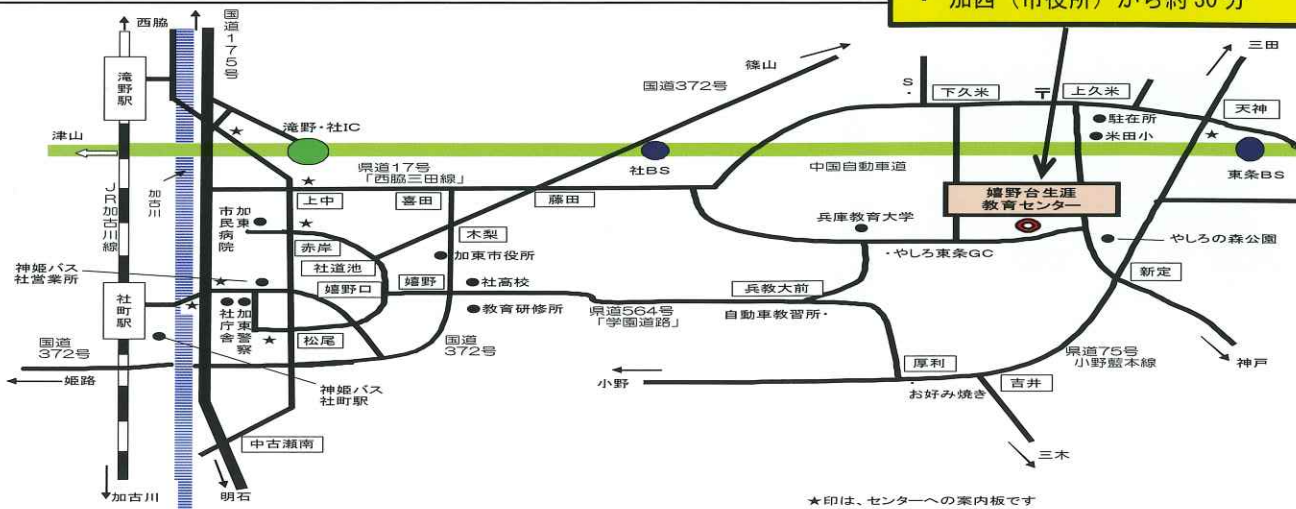 加西（市役所）から約30分
西脇
国道175号
滝野駅
津山
滝野・社IC
県道17号
「西脇三田線」
篠山
国道372号
社BS
中国自動車道
S
下久米
〒
上久米
駐在所
米田小
三田
天神
東条BS
JR加古川線
加古川
上中
喜田
藤田
加東市民病院
赤岸
木梨
嬉野台生涯
教育センター
兵庫教育大学
やしろの森公園
・やしろ東条GC
神姫バス
社営業所
社道池
加東市役所
嬉野口
嬉野
社高校
教育研修所
県道564号
「学園道路」
兵教大前
自動車教習所・
新定
社町駅
社庁舎
加東警察
松尾
国道
372号
国道
372号
姫路
神姫バス
社町駅
小野
厚利
・お好み焼き
吉井
県道75号
小野藍本線
神戸
三木
中古瀬南
加古川
明石
★印は、センターへの案内板です